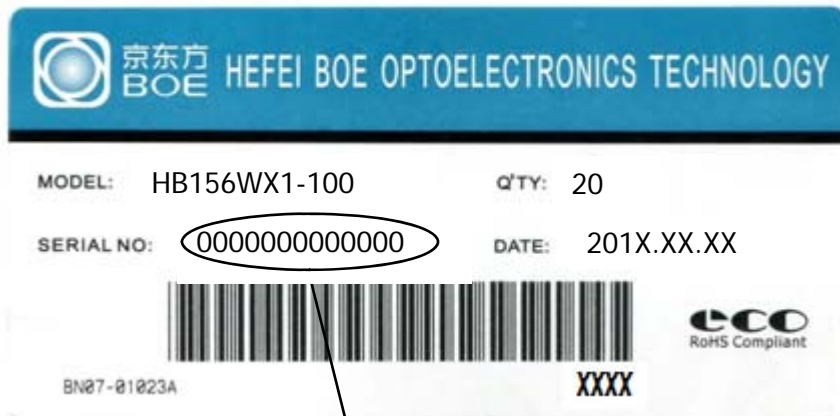 京东方
BOE HEFEI BOE OPTOELECTRONICS TECHNOLOGY
MODEL: HB156WX1-100 Q'TY: 20
SERIAL NO: 0000000000000 DATE: 201X.XX.XX
eco
RoHS Compliant
BN07-01023A XXXX